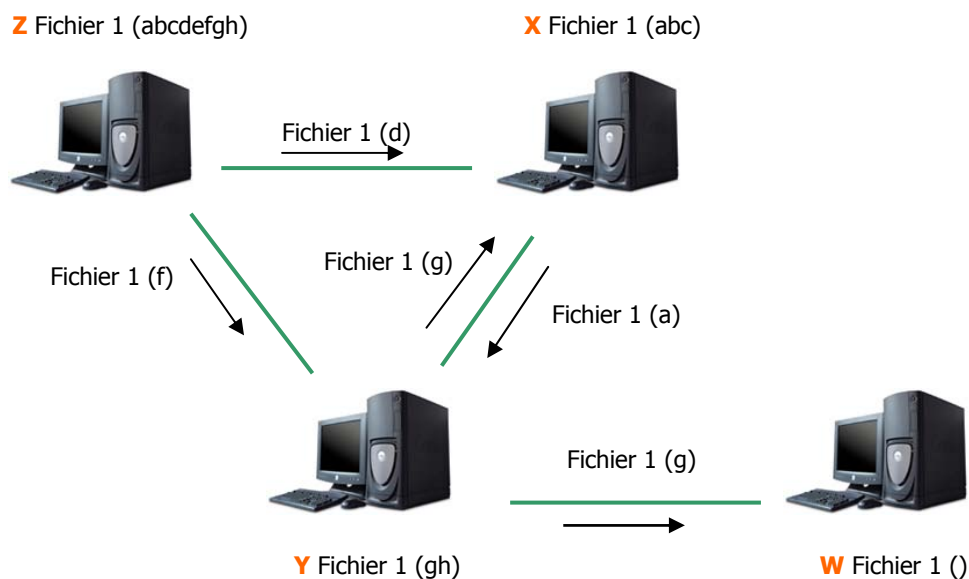 Z Fichier 1 (abcdefgh)
X Fichier 1 (abc)
Fichier 1 (d)
Fichier 1 (g)
Fichier 1 (f)
Fichier 1 (a)
Fichier 1 (g)
Y Fichier 1 (gh)
W Fichier 1 ()